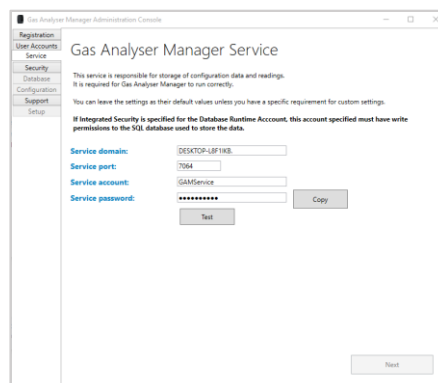 Gas Analyser Manager Administration Console
Registration
User Accounts
Service
Security
Database
Configuration
Support
Setup
Gas Analyser Manager Service
This service is responsible for storage of configuration data and readings.
It is required for Gas Analyser Manager to run correctly.
You can leave the settings as their default values unless you have a specific requirement for custom settings.
If Integrated Security is specified for the Database Runtime Acccount, this account specified must have write
permissions to the SQL database used to store the data.
Service domain: DESKTOP-L8F1IKB.
Service port: 7064
Service account: GAMService
Service password: ●●●●●●●●●● Copy
Test
Next